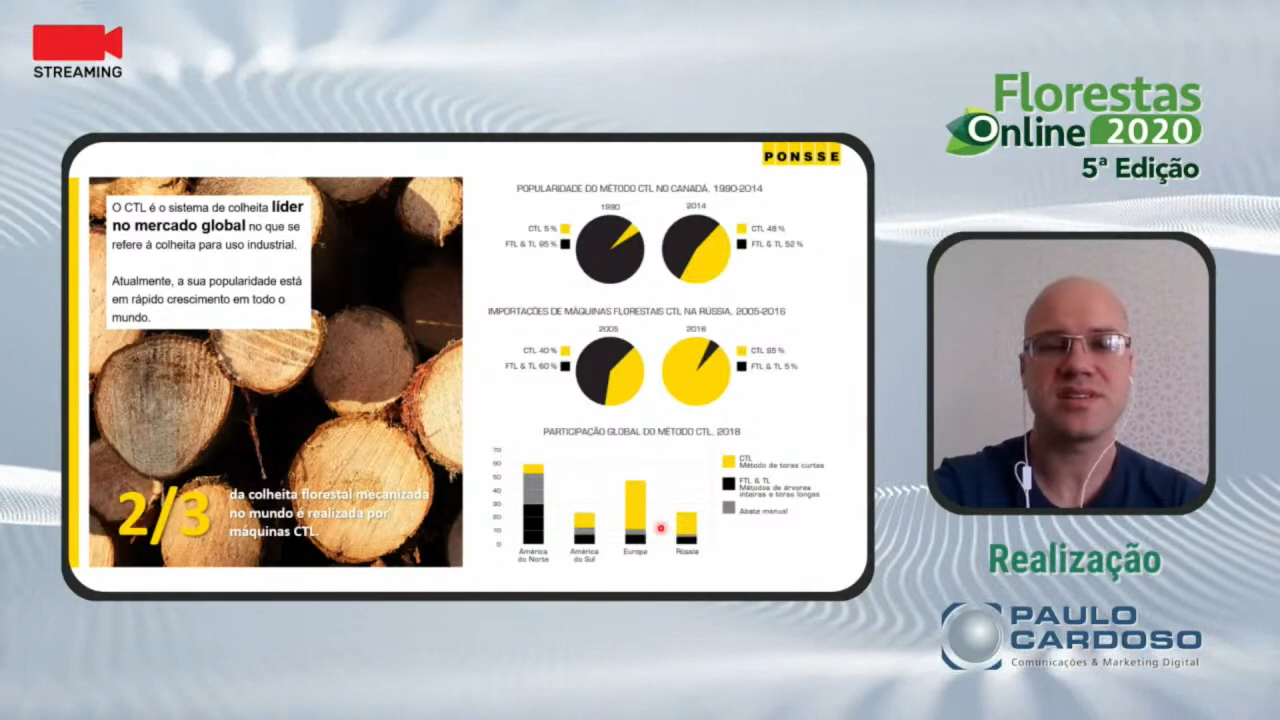 STREAMING
Florestas
Online 2020
5ª Edição
PONSSE
O CTL é o sistema de colheita líder
no mercado global no que se
refere à colheita para uso industrial.
Atualmente, a sua popularidade está
em rápido crescimento em todo o
mundo.
2/3
da colheita florestal mecanizada
no mundo é realizada por
máquinas CTL.
POPULARIDADE DO MÉTODO CTL NO CANADÁ, 1990-2014
1990
CTL 5 %
FTL & TL 95 %
2014
CTL 48 %
FTL & TL 52 %
IMPORTAÇÕES DE MÁQUINAS FLORESTAIS CTL NA RÚSSIA, 2005-2016
2005
CTL 40 %
FTL & TL 60 %
2016
CTL 95 %
FTL & TL 5 %
PARTICIPAÇÃO GLOBAL DO MÉTODO CTL, 2018
70
60
50
40
30
20
10
0
América
do Norte
América
do Sul
Europa
Rússia
CTL
Método de toras curtas
FTL & TL
Métodos de árvores
inteiras e toras longas
Abate manual
Realização
PAULO
CARDOSO
Comunicações & Marketing Digital